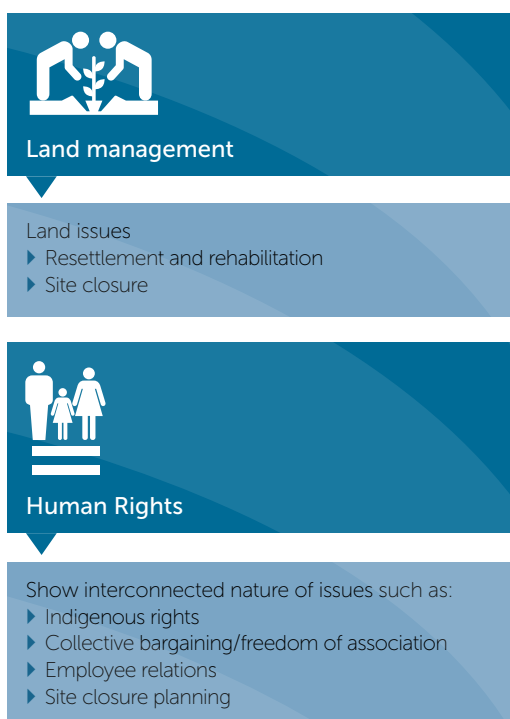 Land management
Land issues
Resettlement and rehabilitation
Site closure
Human Rights
Show interconnected nature of issues such as:
Indigenous rights
Collective bargaining/freedom of association
Employee relations
Site closure planning